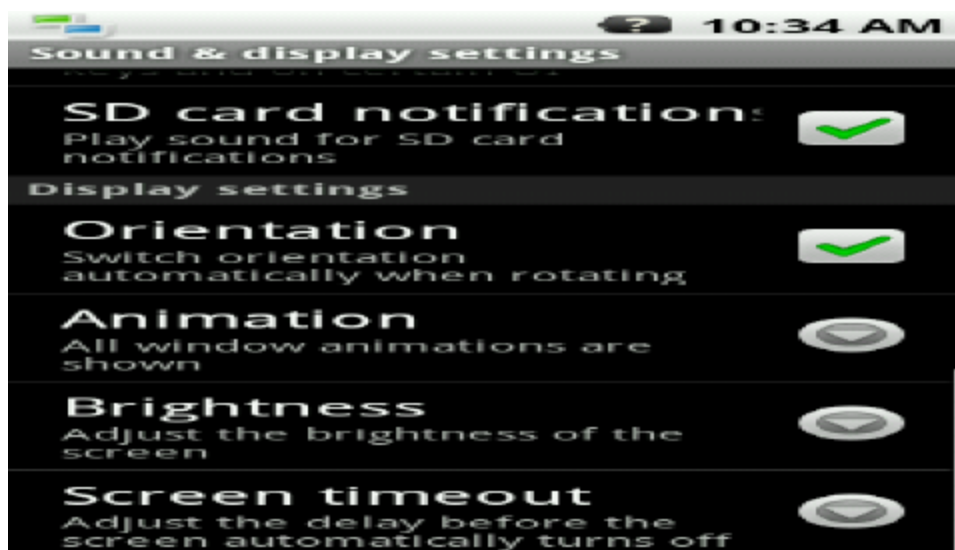 ? 10:34 AM
Sound & display settings
SD card notifications
Play sound for SD card
notifications
Display settings
Orientation
Switch orientation
automatically when rotating
Animation
All window animations are
shown
Brightness
Adjust the brightness of the
screen
Screen timeout
Adjust the delay before the
screen automatically turns off